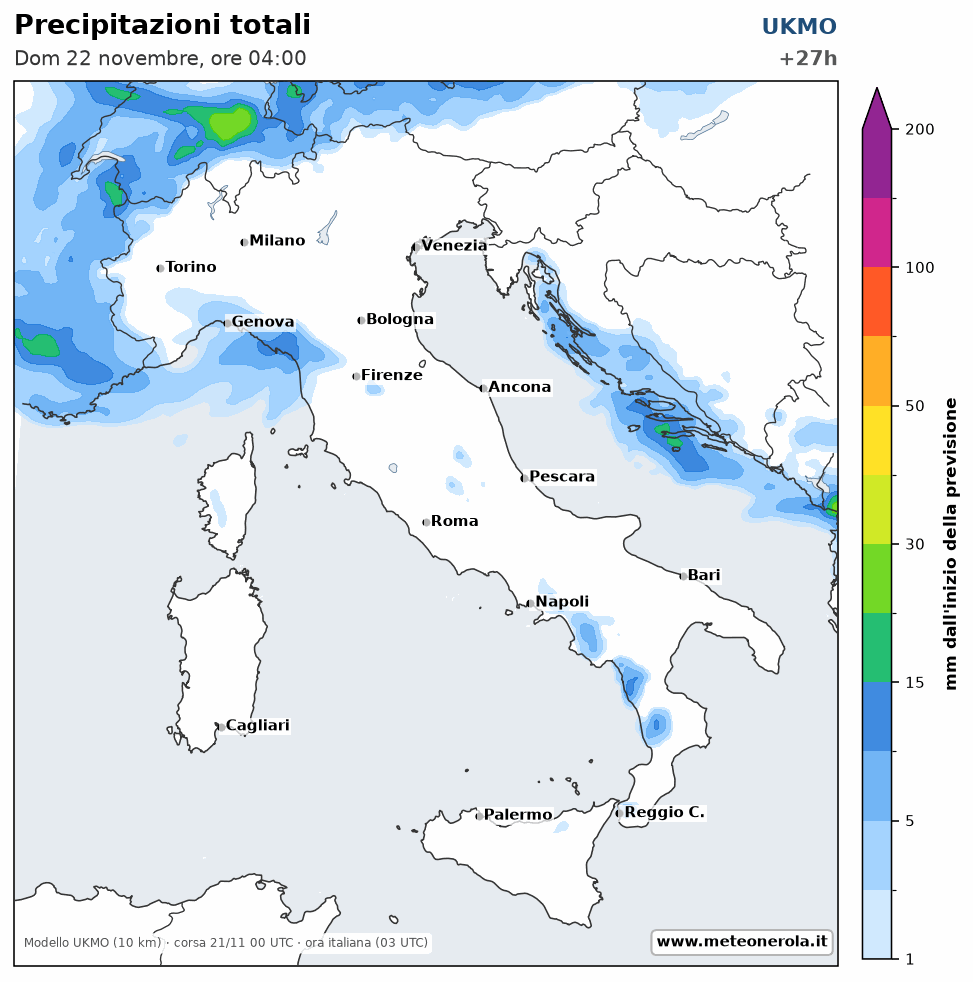 Precipitazioni totali
UKMO
Dom 22 novembre, ore 04:00
+27h
200
100
50
30
15
5
1
mm dall'inizio della previsione
Milano
Venezia
Torino
Genova
Bologna
Firenze
Ancona
Pescara
Roma
Bari
Napoli
Cagliari
Palermo
Reggio C.
Modello UKMO (10 km) · corsa 21/11 00 UTC · ora italiana (03 UTC)
www.meteonerola.it